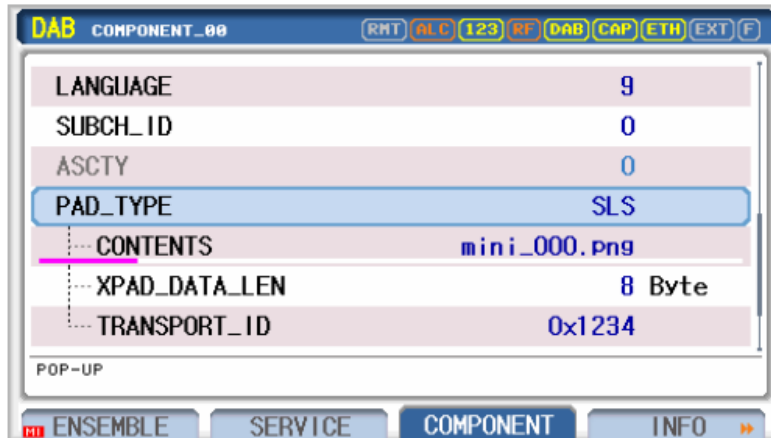 DAB COMPONENT_00 RMT ALC 123 RF DAB CAP ETH EXT F
LANGUAGE 9
SUBCH_ID 0
ASCTY 0
PAD_TYPE SLS
CONTENTS mini_000.png
XPAD_DATA_LEN 8 Byte
TRANSPORT_ID 0x1234
POP-UP
M1 ENSEMBLE SERVICE COMPONENT INFO